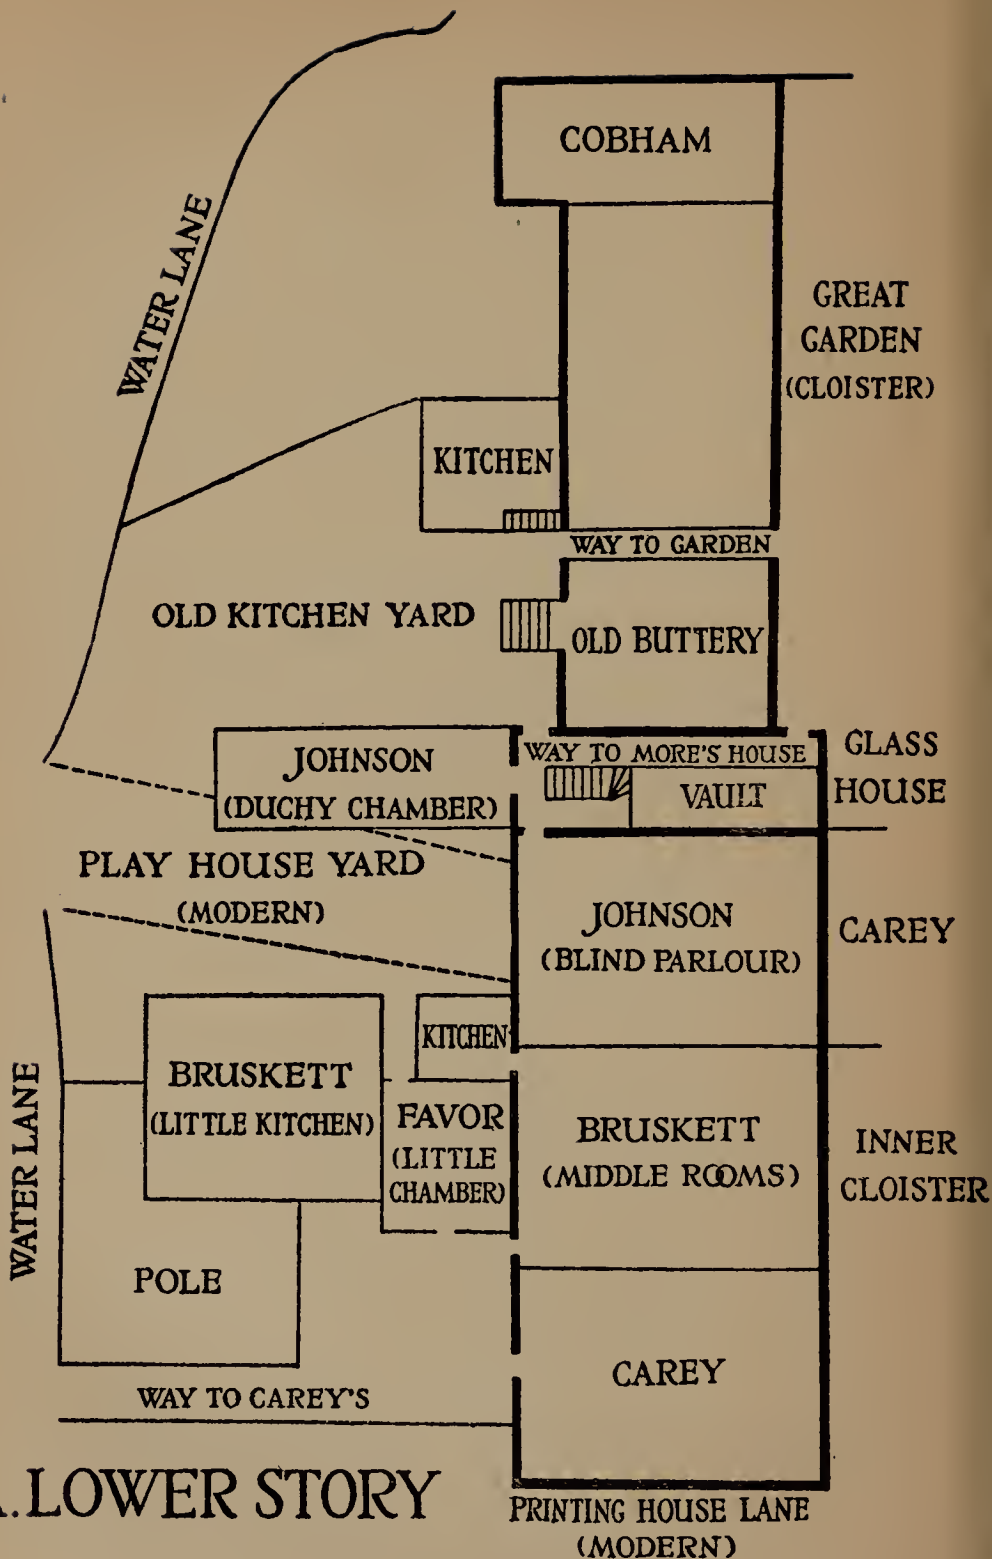 COBHAM
WATER LANE
GREAT
GARDEN
(CLOISTER)
KITCHEN
WAY TO GARDEN
OLD KITCHEN YARD
OLD BUTTERY
JOHNSON
(DUCHY CHAMBER)
WAY TO MORE'S HOUSE
VAULT
GLASS
HOUSE
PLAY HOUSE YARD
(MODERN)
JOHNSON
(BLIND PARLOUR)
CAREY
KITCHEN
BRUSKETT
(LITTLE KITCHEN)
FAVOR
(LITTLE
CHAMBER)
BRUSKETT
(MIDDLE ROOMS)
INNER
CLOISTER
WATER LANE
POLE
CAREY
WAY TO CAREY'S
A. LOWER STORY
PRINTING HOUSE LANE
(MODERN)